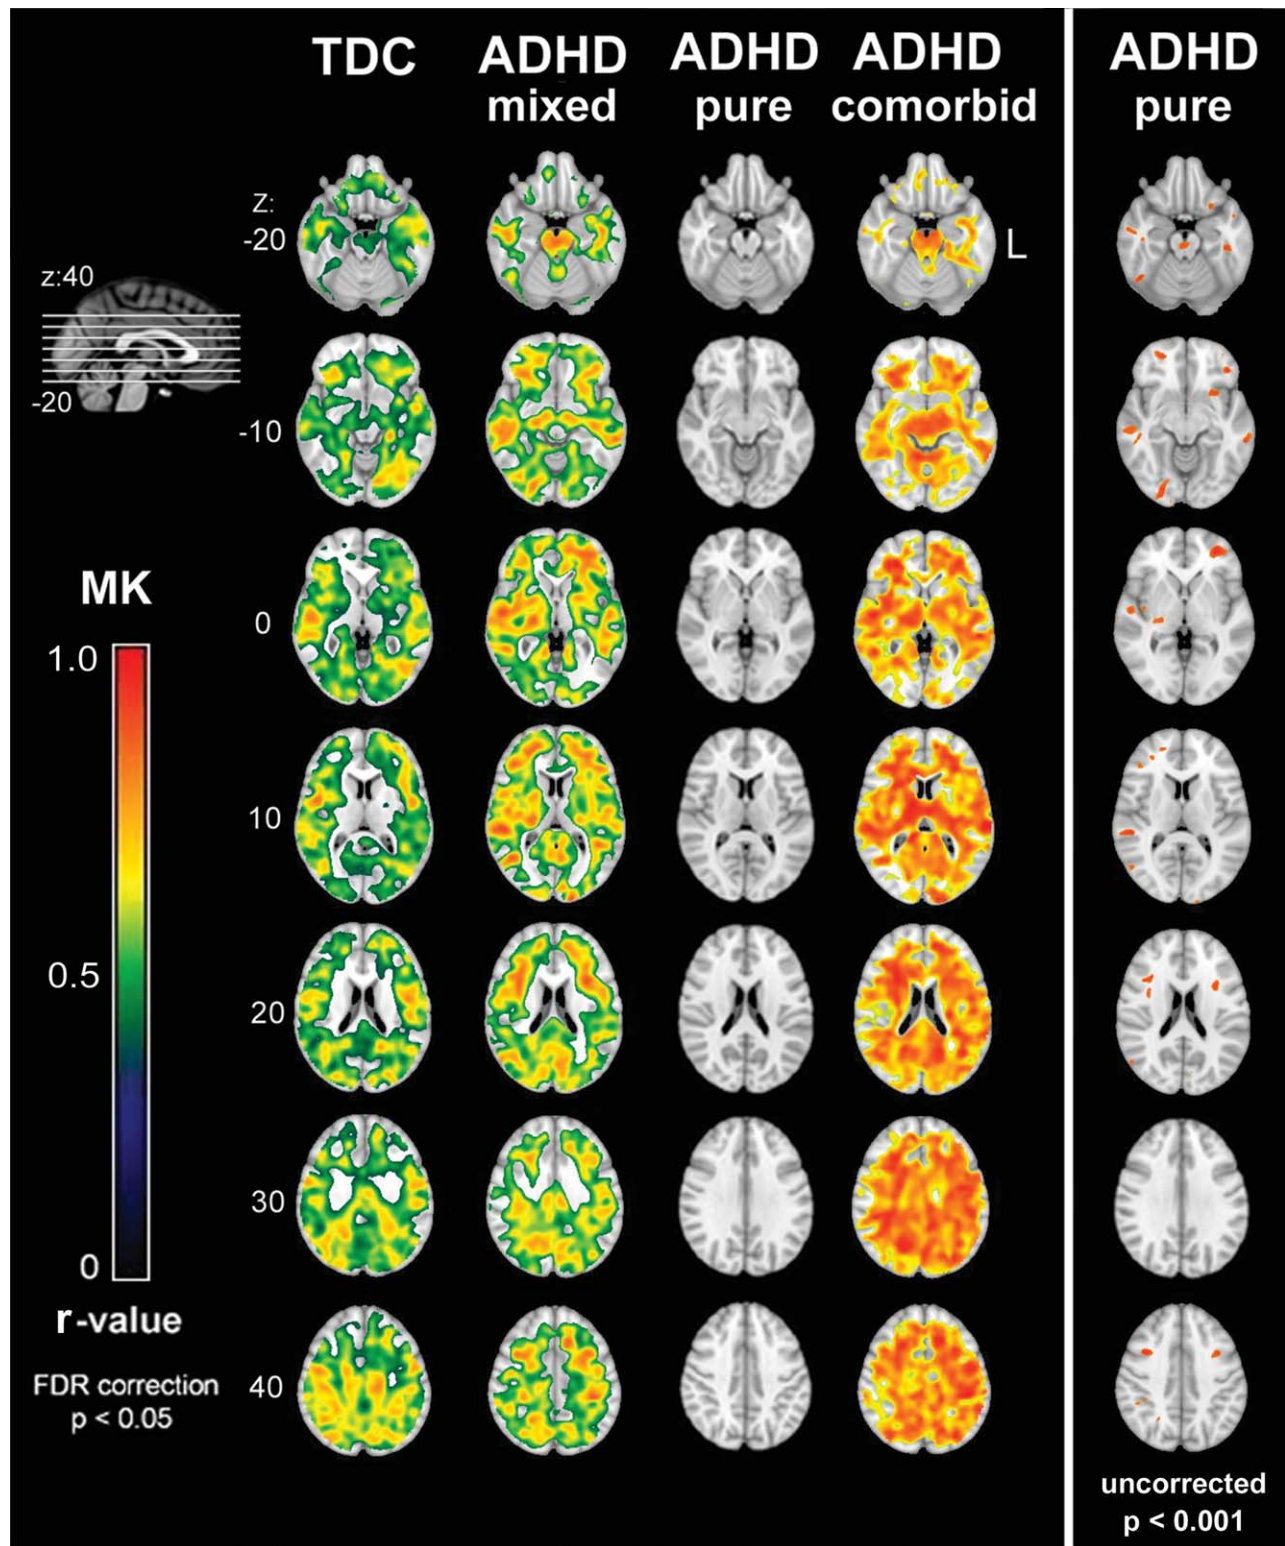 TDC
ADHD
mixed
ADHD
pure
ADHD
comorbid
ADHD
pure
Z:
-20
L
z:40
-20
-10
MK
1.0
0.5
0
r-value
FDR correction
p < 0.05
0
10
20
30
40
uncorrected
p < 0.001